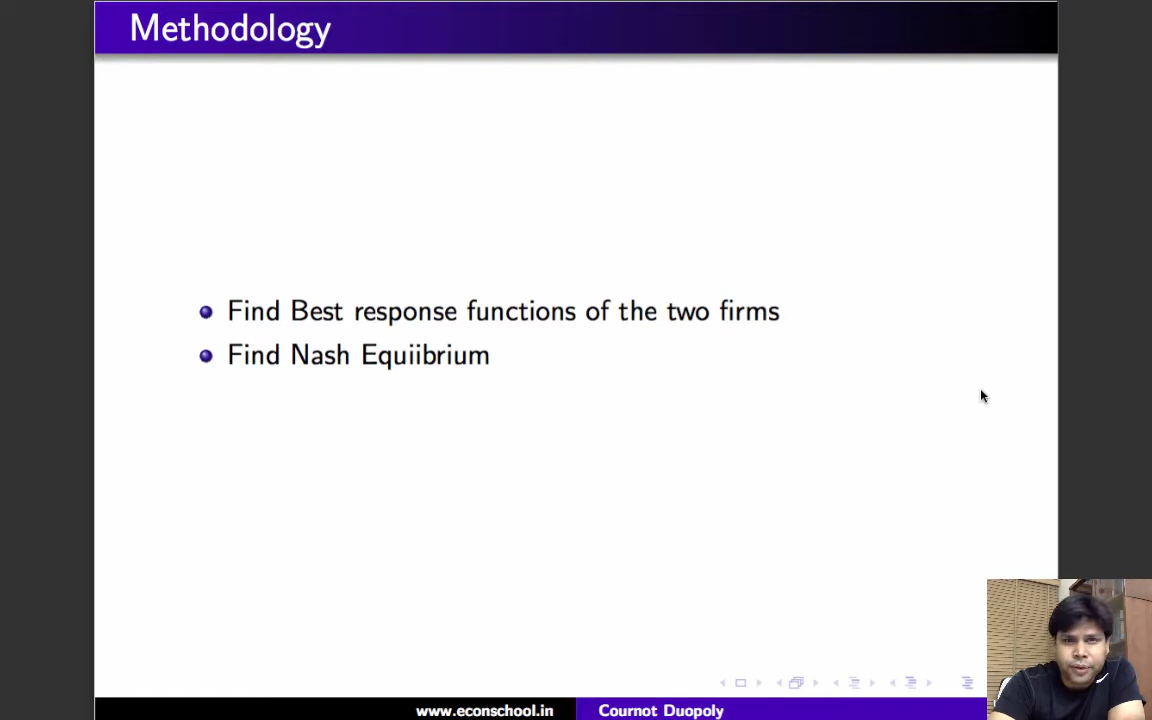 Methodology
Find Best response functions of the two firms
Find Nash Equiibrium
www.econschool.in
Cournot Duopoly